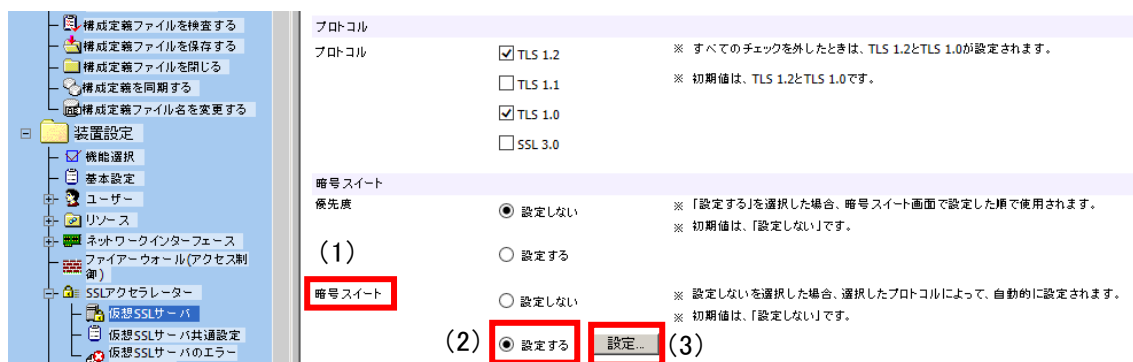 構成定義ファイルを検査する
構成定義ファイルを保存する
構成定義ファイルを閉じる
構成定義を同期する
構成定義ファイル名を変更する
装置設定
機能選択
基本設定
ユーザー
リソース
ネットワークインターフェース
ファイアーウォール(アクセス制
御)
SSLアクセラレーター
仮想SSLサーバ
仮想SSLサーバ共通設定
仮想SSLサーバのエラー
プロトコル
プロトコル
TLS 1.2
※ すべてのチェックを外したときは、TLS 1.2とTLS 1.0が設定されます。
TLS 1.1
※ 初期値は、TLS 1.2とTLS 1.0です。
TLS 1.0
SSL 3.0
暗号スイート
優先度
設定しない
※ 「設定する」を選択した場合、暗号スイート画面で設定した順で使用されます。
※ 初期値は、「設定しない」です。
(1)
設定する
暗号スイート
設定しない
※ 設定しないを選択した場合、選択したプロトコルによって、自動的に設定されます。
※ 初期値は、「設定しない」です。
(2)
設定する
設定...
(3)